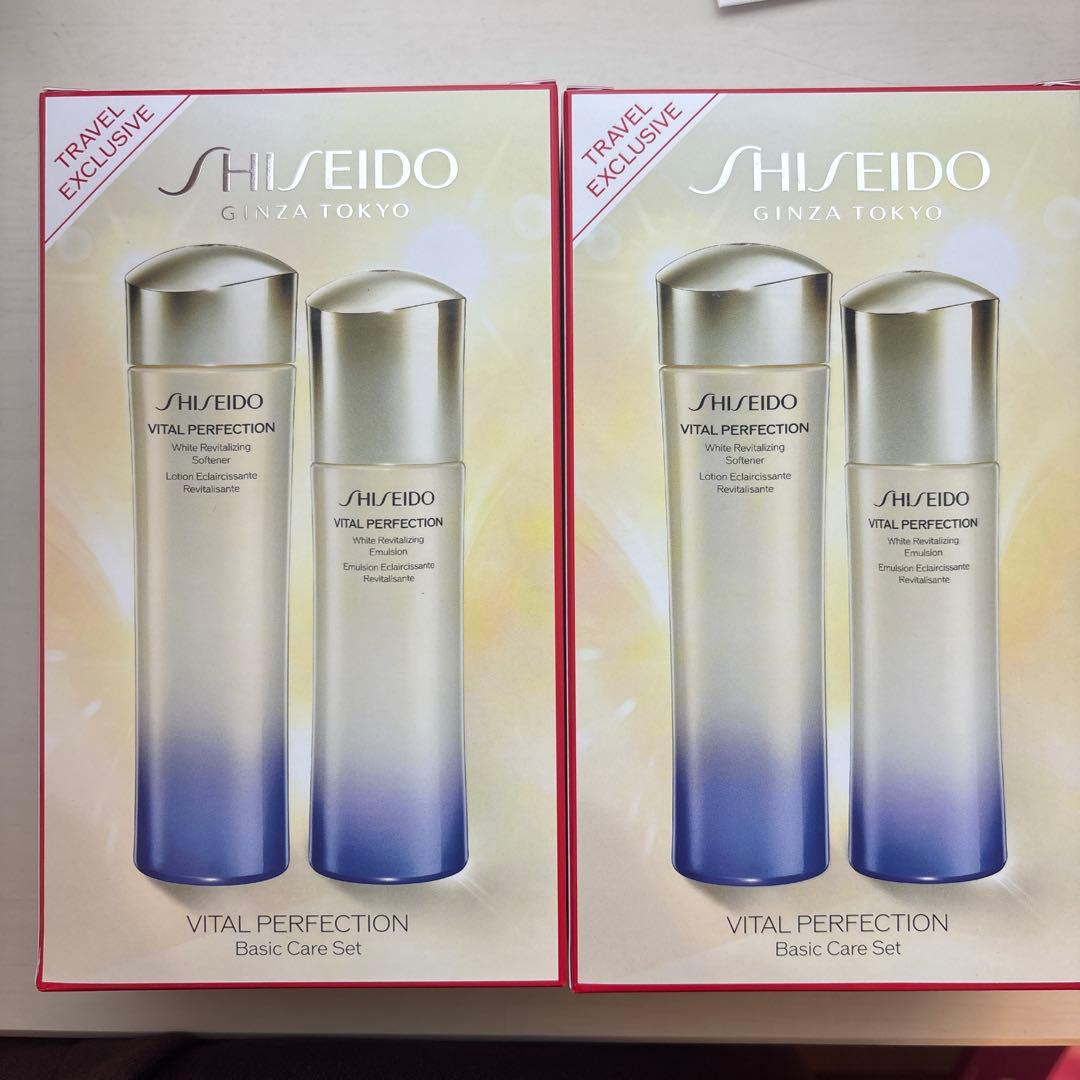 TRAVEL
EXCLUSIVE
SHISEIDO
GINZA TOKYO
SHISEIDO
VITAL PERFECTION
White Revitalizing
Softener
Lotion Eclaircissante
Revitalisante
SHISEIDO
VITAL PERFECTION
White Revitalizing
Emulsion
Emulsion Eclaircissante
Revitalisante
VITAL PERFECTION
Basic Care Set
TRAVEL
EXCLUSIVE
SHISEIDO
GINZA TOKYO
SHISEIDO
VITAL PERFECTION
White Revitalizing
Softener
Lotion Eclaircissante
Revitalisante
SHISEIDO
VITAL PERFECTION
White Revitalizing
Emulsion
Emulsion Eclaircissante
Revitalisante
VITAL PERFECTION
Basic Care Set